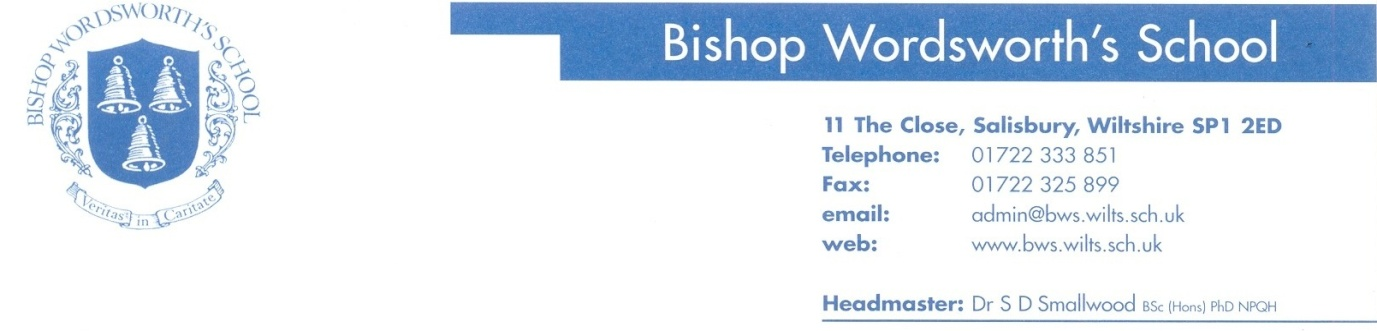 BISHOP WORDSWORTH'S SCHOOL
Veritas in Caritate
Bishop Wordsworth's School
11 The Close, Salisbury, Wiltshire SP1 2ED
Telephone: 01722 333 851
Fax: 01722 325 899
email: admin@bws.wilts.sch.uk
web: www.bws.wilts.sch.uk
Headmaster: Dr S D Smallwood BSc (Hons) PhD NPQH